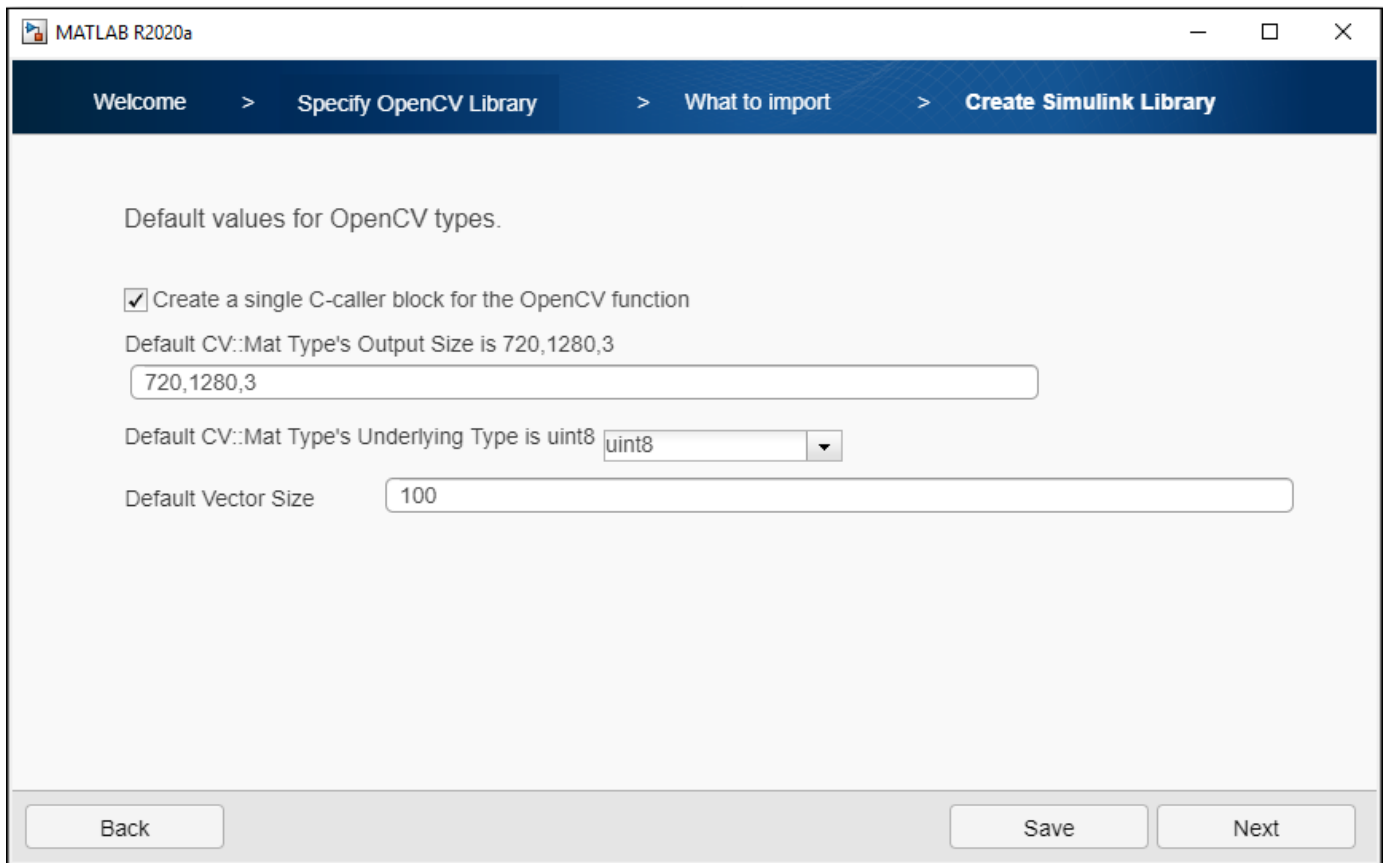 MATLAB R2020a
Welcome > Specify OpenCV Library > What to import > Create Simulink Library
Default values for OpenCV types.
Create a single C-caller block for the OpenCV function
Default CV::Mat Type's Output Size is 720,1280,3
720,1280,3
Default CV::Mat Type's Underlying Type is uint8 uint8
Default Vector Size 100
Back Save Next